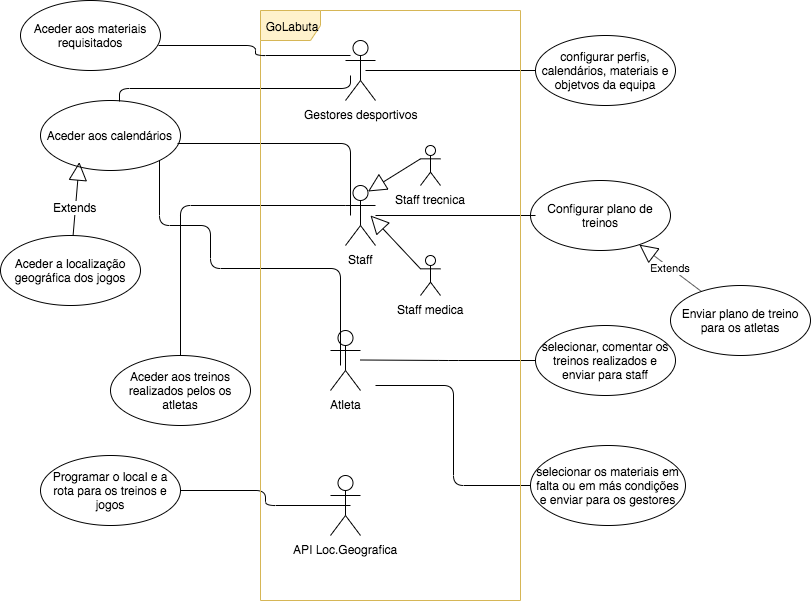 Aceder aos materiais
requisitados
GoLabuta
configurar perfis,
calendários, materiais e
objetvos da equipa
Gestores desportivos
Aceder aos calendários
Staff trecnica
Extends
Configurar plano de
treinos
Staff
Aceder a localização
geográfica dos jogos
Extends
Staff medica
Enviar plano de treino
para os atletas
selecionar, comentar os
treinos realizados e
enviar para staff
Aceder aos treinos
realizados pelos os
atletas
Atleta
Programar o local e a
rota para os treinos e
jogos
selecionar os materiais em
falta ou em más condições
e enviar para os gestores
API Loc.Geografica